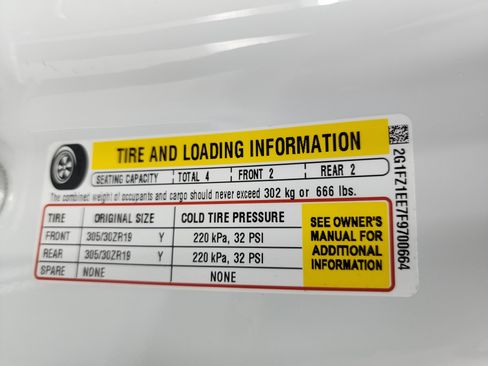 TIRE AND LOADING INFORMATION
SEATING CAPACITY TOTAL 4 FRONT 2 REAR 2
The combined weight of occupants and cargo should never exceed 302 kg or 666 lbs.
TIRE ORIGINAL SIZE COLD TIRE PRESSURE
FRONT 305/30ZR19 Y 220 kPa, 32 PSI
REAR 305/30ZR19 Y 220 kPa, 32 PSI
SPARE NONE NONE
SEE OWNER'S
MANUAL FOR
ADDITIONAL
INFORMATION
2G1FZ1EE7F9700664